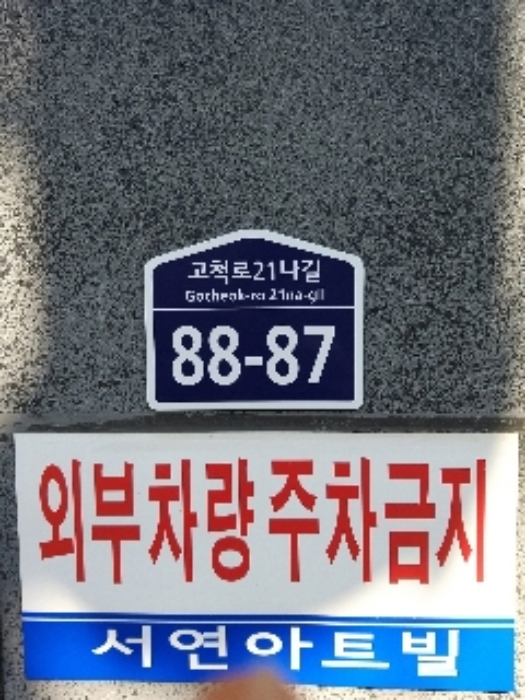 고척로21나길
Gocheok-ro 21na-gil
88-87
외부차량 주차금지
서연아트빌